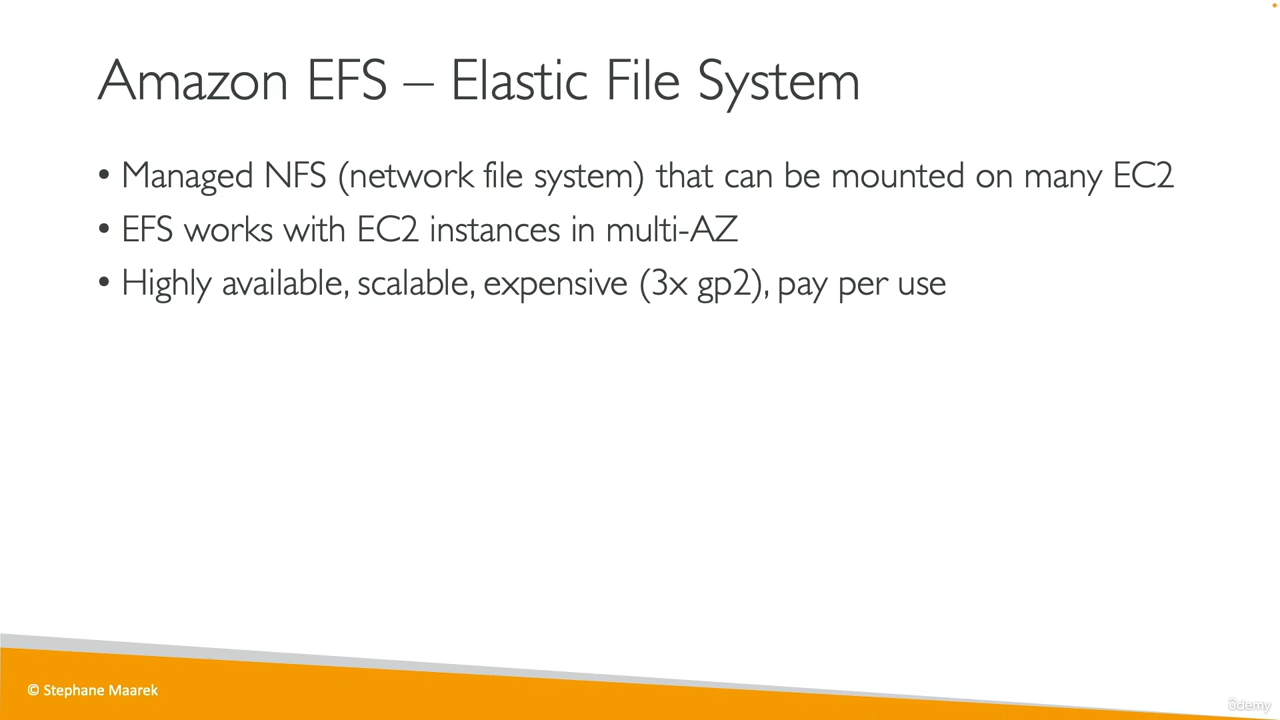 Amazon EFS – Elastic File System
• Managed NFS (network file system) that can be mounted on many EC2
• EFS works with EC2 instances in multi-AZ
• Highly available, scalable, expensive (3x gp2), pay per use
© Stephane Maarek
ûdemy